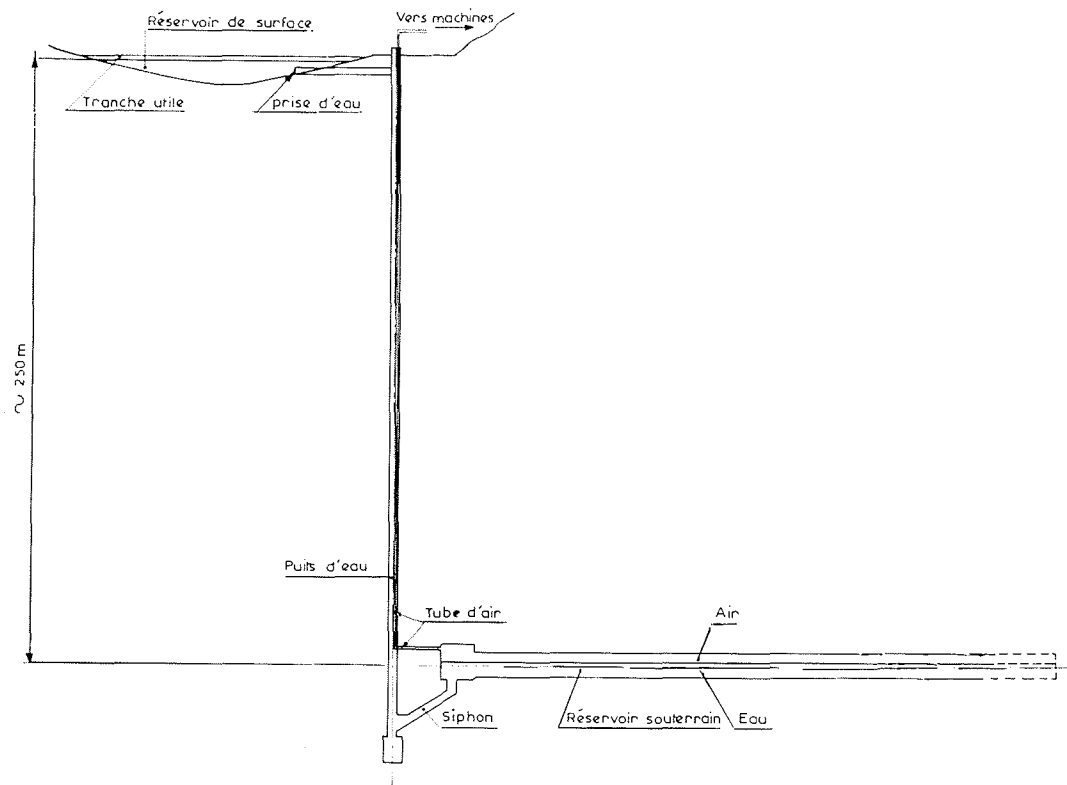 Vers machines
Réservoir de surface
Tranche utile
prise d'eau
~ 250 m
Puits d'eau
Tube d'air
Air
Siphon
Réservoir souterrain
Eau